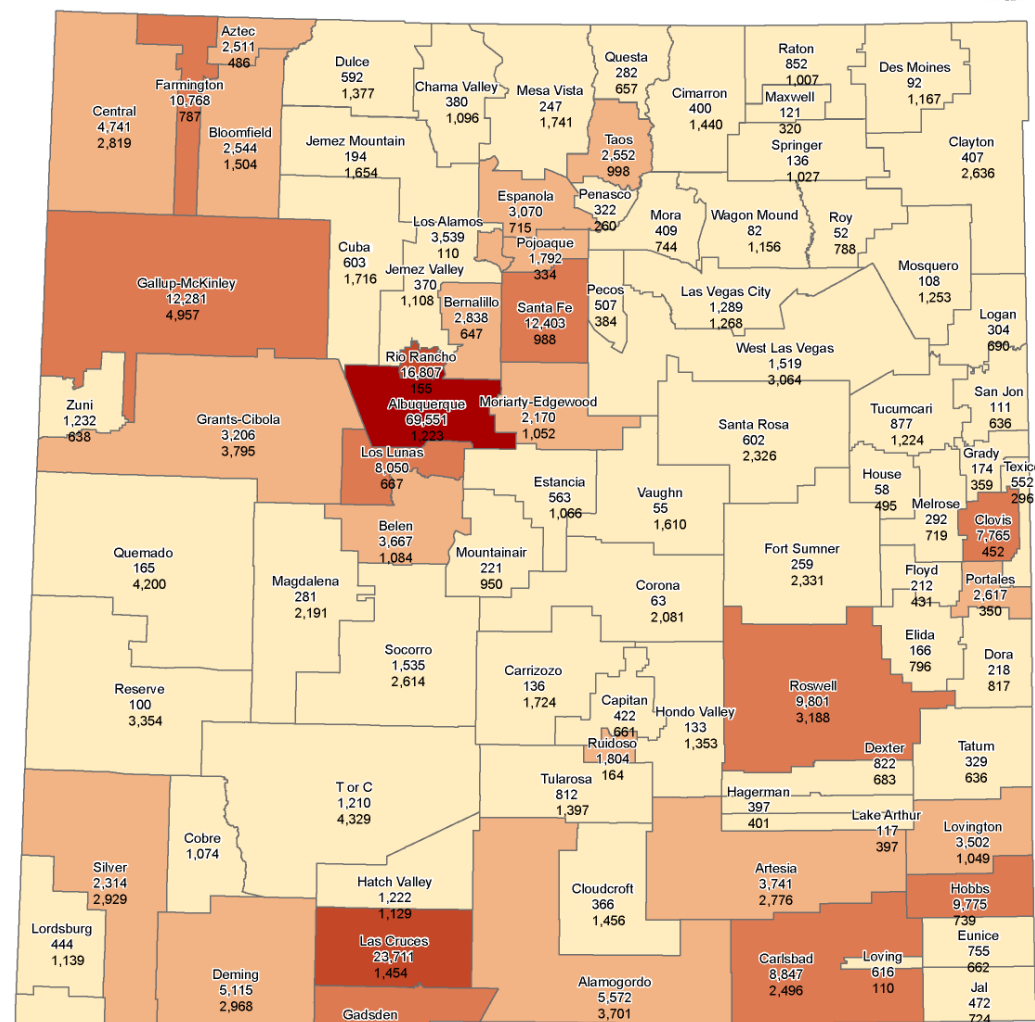 Aztec
2,511
486
Farmington
10,768
787
Central
4,741
2,819
Bloomfield
2,544
1,504
Dulce
592
1,377
Chama Valley
380
1,096
Mesa Vista
247
1,741
Questa
282
657
Cimarron
400
1,440
Raton
852
1,007
Maxwell
121
320
Springer
136
1,027
Des Moines
92
1,167
Clayton
407
2,636
Jemez Mountain
194
1,654
Taos
2,552
998
Espanola
3,070
715
Penasco
322
260
Mora
409
744
Wagon Mound
82
1,156
Roy
52
788
Los Alamos
3,539
110
Pojoaque
1,792
334
Cuba
603
1,716
Jemez Valley
370
1,108
Gallup-McKinley
12,281
4,957
Bernalillo
2,838
647
Santa Fe
12,403
988
Pecos
507
384
Las Vegas City
1,289
1,268
Mosquero
108
1,253
Logan
304
690
West Las Vegas
1,519
3,064
Rio Rancho
16,807
155
Zuni
1,232
638
Grants-Cibola
3,206
3,795
Albuquerque
69,551
1,223
Moriarty-Edgewood
2,170
1,052
Santa Rosa
602
2,326
Tucumcari
877
1,224
San Jon
111
636
Los Lunas
8,050
667
Grady
174
359
Texico
552
296
House
58
495
Melrose
292
719
Clovis
7,765
452
Estancia
563
1,066
Vaughn
55
1,610
Belen
3,667
1,084
Quemado
165
4,200
Magdalena
281
2,191
Mountainair
221
950
Fort Sumner
259
2,331
Floyd
212
431
Portales
2,617
350
Corona
63
2,081
Elida
166
796
Dora
218
817
Socorro
1,535
2,614
Reserve
100
3,354
Carrizozo
136
1,724
Capitan
422
661
Hondo Valley
133
1,353
Roswell
9,801
3,188
Ruidoso
1,804
164
Dexter
822
683
Tatum
329
636
T or C
1,210
4,329
Tularosa
812
1,397
Hagerman
397
401
Lake Arthur
117
397
Lovington
3,502
1,049
Cobre
1,074
Silver
2,314
2,929
Hatch Valley
1,222
1,129
Cloudcroft
366
1,456
Artesia
3,741
2,776
Hobbs
9,775
739
Lordsburg
444
1,139
Las Cruces
23,711
1,454
Eunice
755
662
Carlsbad
8,847
2,496
Loving
616
110
Deming
5,115
2,968
Alamogordo
5,572
3,701
Jal
472
724
Gadsden